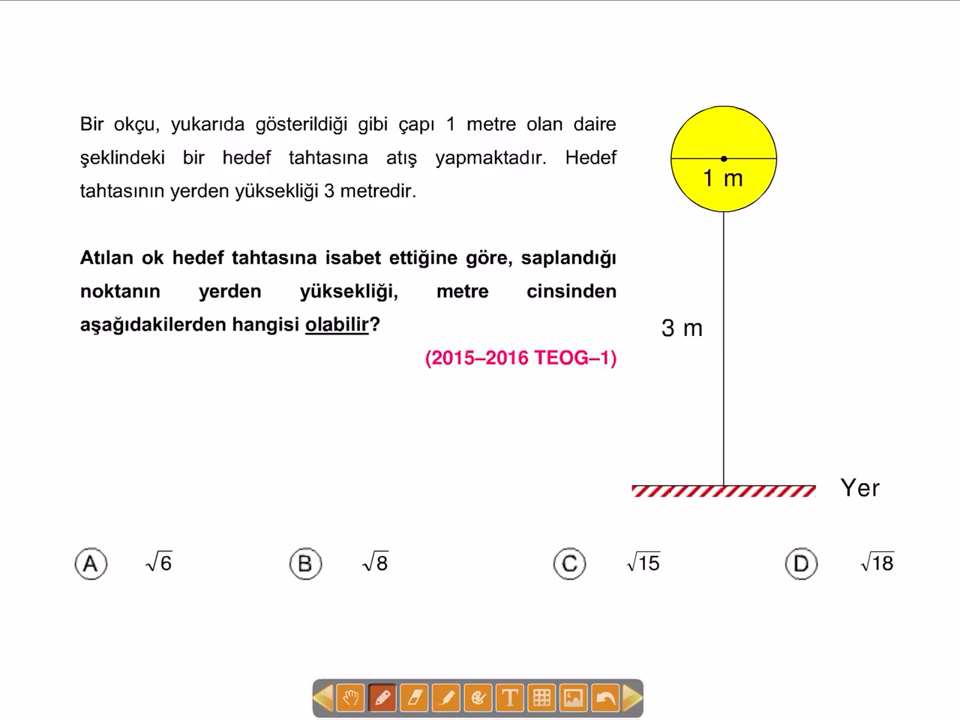 Bir okçu, yukarıda gösterildiği gibi çapı 1 metre olan daire
şeklindeki bir hedef tahtasına atış yapmaktadır. Hedef
tahtasının yerden yüksekliği 3 metredir.
Atılan ok hedef tahtasına isabet ettiğine göre, saplandığı
noktanın yerden yüksekliği, metre cinsinden
aşağıdakilerden hangisi olabilir?
(2015–2016 TEOG–1)
1 m
3 m
Yer
A √6 B √8 C √15 D √18
T